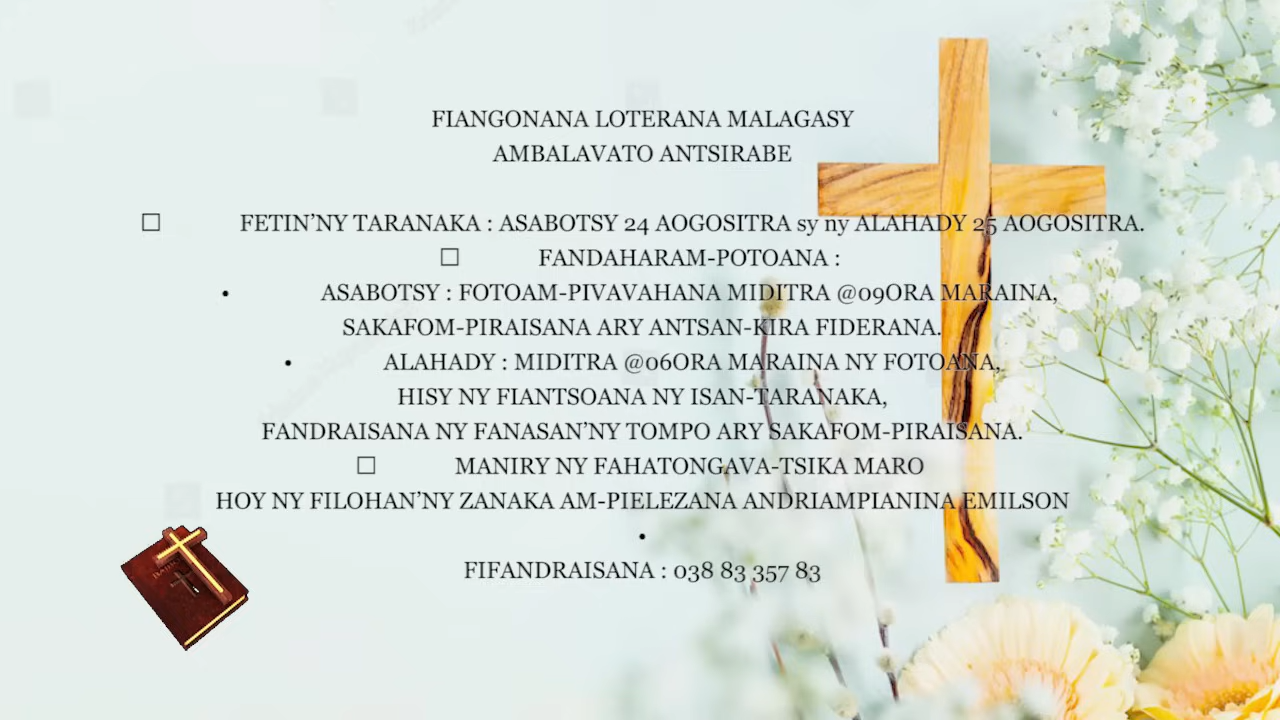 FIANGONANA LOTERANA MALAGASY
AMBALAVATO ANTSIRABE
☐ FETIN’NY TARANAKA : ASABOTSY 24 AOGOSITRA sy ny ALAHADY 25 AOGOSITRA.
☐ FANDAHARAM-POTOANA :
• ASABOTSY : FOTOAM-PIVAVAHANA MIDITRA @09ORA MARAINA,
SAKAFOM-PIRAISANA ARY ANTSAN-KIRA FIDERANA.
• ALAHADY : MIDITRA @06ORA MARAINA NY FOTOANA,
HISY NY FIANTSOANA NY ISAN-TARANAKA,
FANDRAISANA NY FANASAN’NY TOMPO ARY SAKAFOM-PIRAISANA.
☐ MANIRY NY FAHATONGAVA-TSIKA MARO
HOY NY FILOHAN’NY ZANAKA AM-PIELEZANA ANDRIAMPIANINA EMILSON
•
FIFANDRAISANA : 038 83 357 83